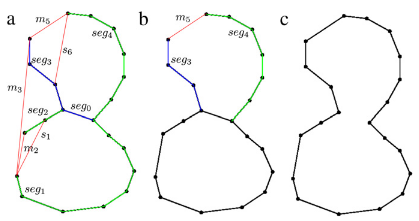 a b c
m5 seg4 m5 seg4
seg3 s6 seg3
m3
seg2 seg0
s1
m2
seg1